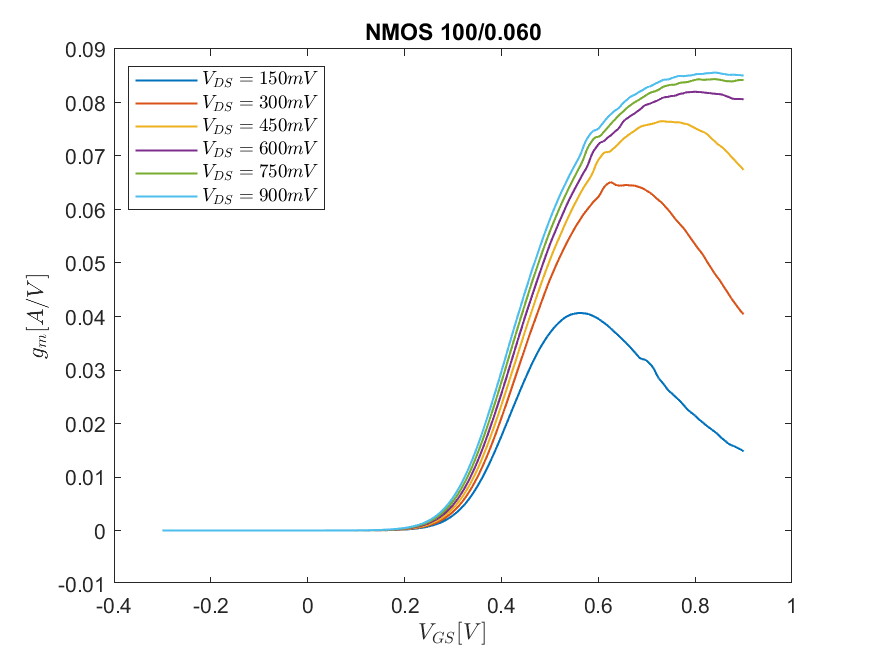 NMOS 100/0.060
0.09
0.08
0.07
0.06
0.05
0.04
0.03
0.02
0.01
0
-0.01
g_m[A/V]
V_DS = 150mV
V_DS = 300mV
V_DS = 450mV
V_DS = 600mV
V_DS = 750mV
V_DS = 900mV
-0.4 -0.2 0 0.2 0.4 0.6 0.8 1
V_GS[V]